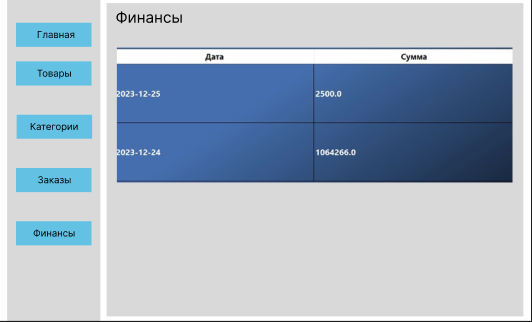 Финансы
Главная
Товары
Категории
Заказы
Финансы
Дата Сумма
2023-12-25 2500.0
2023-12-24 1064266.0